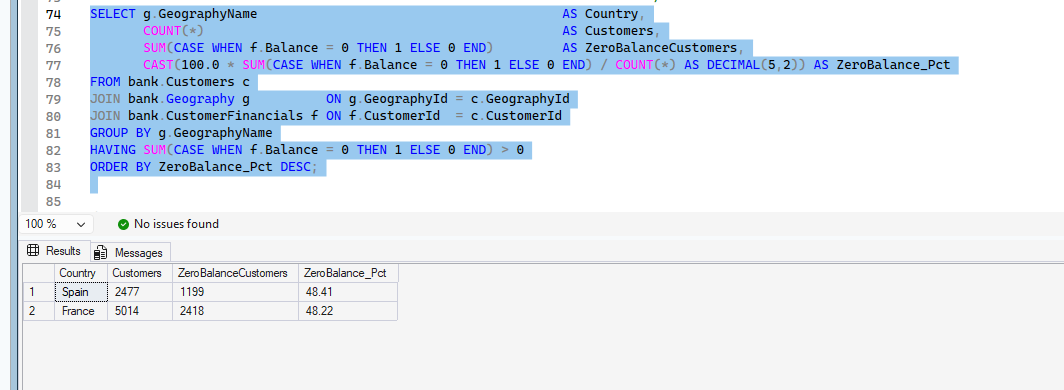 74 SELECT g.GeographyName AS Country,
75 COUNT(*) AS Customers,
76 SUM(CASE WHEN f.Balance = 0 THEN 1 ELSE 0 END) AS ZeroBalanceCustomers,
77 CAST(100.0 * SUM(CASE WHEN f.Balance = 0 THEN 1 ELSE 0 END) / COUNT(*) AS DECIMAL(5,2)) AS ZeroBalance_Pct
78 FROM bank.Customers c
79 JOIN bank.Geography g ON g.GeographyId = c.GeographyId
80 JOIN bank.CustomerFinancials f ON f.CustomerId = c.CustomerId
81 GROUP BY g.GeographyName
82 HAVING SUM(CASE WHEN f.Balance = 0 THEN 1 ELSE 0 END) > 0
83 ORDER BY ZeroBalance_Pct DESC;
84
85
100 % No issues found
Results Messages
Country Customers ZeroBalanceCustomers ZeroBalance_Pct
1 Spain 2477 1199 48.41
2 France 5014 2418 48.22